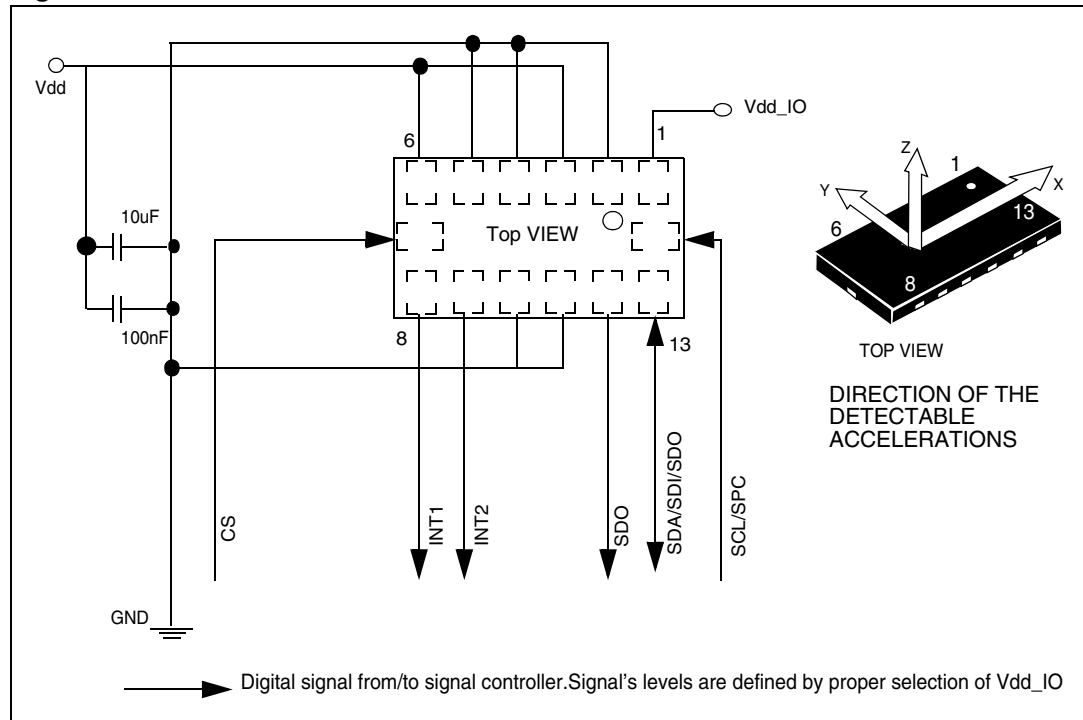 Vdd
Vdd_IO
6
1
Top VIEW
10uF
100nF
8
13
CS
INT1
INT2
SDO
SDA/SDI/SDO
SCL/SPC
GND
Z
Y
X
1
6
13
8
TOP VIEW
DIRECTION OF THE
DETECTABLE
ACCELERATIONS
Digital signal from/to signal controller.Signal's levels are defined by proper selection of Vdd_IO